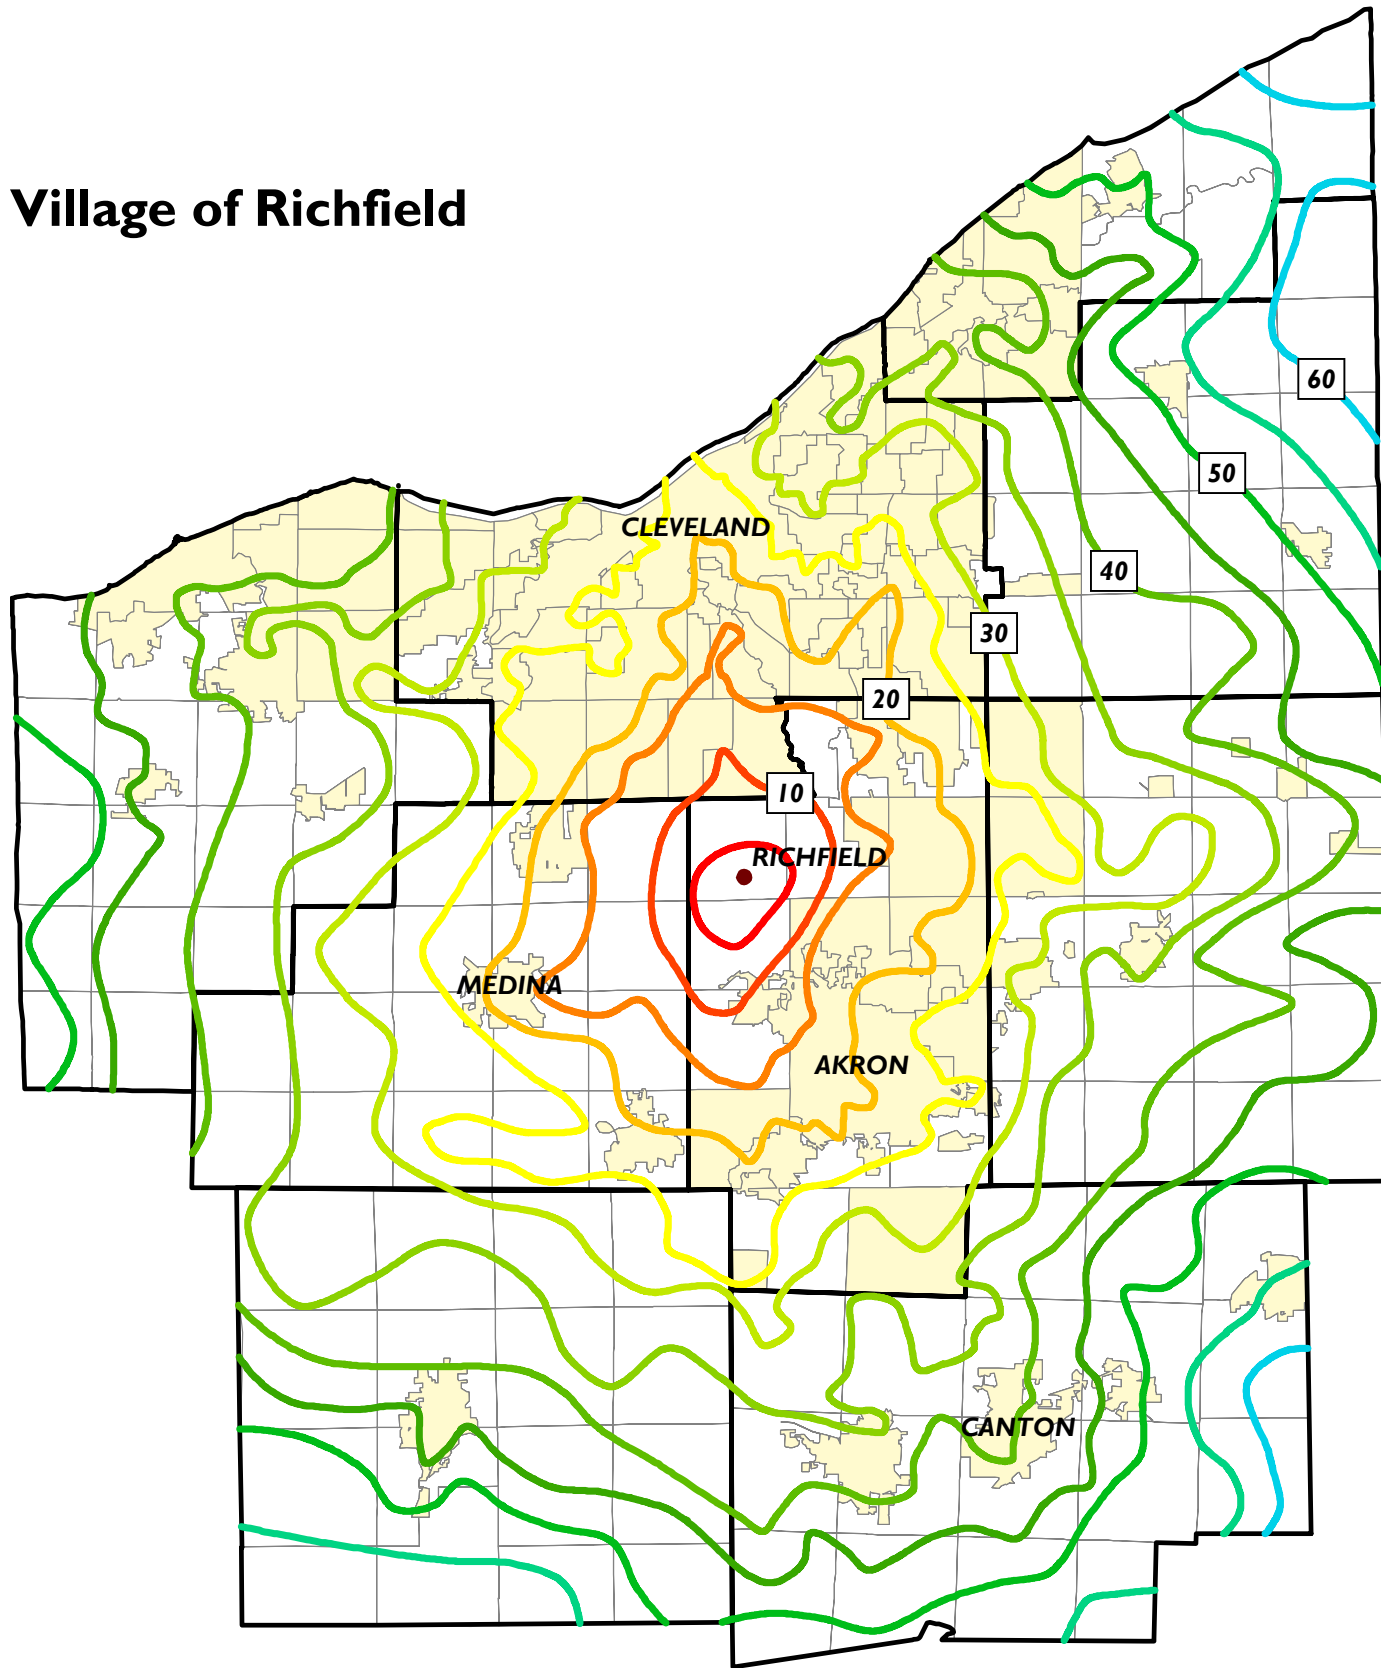 Village of Richfield
60
50
CLEVELAND
40
30
20
10
RICHFIELD
MEDINA
AKRON
CANTON